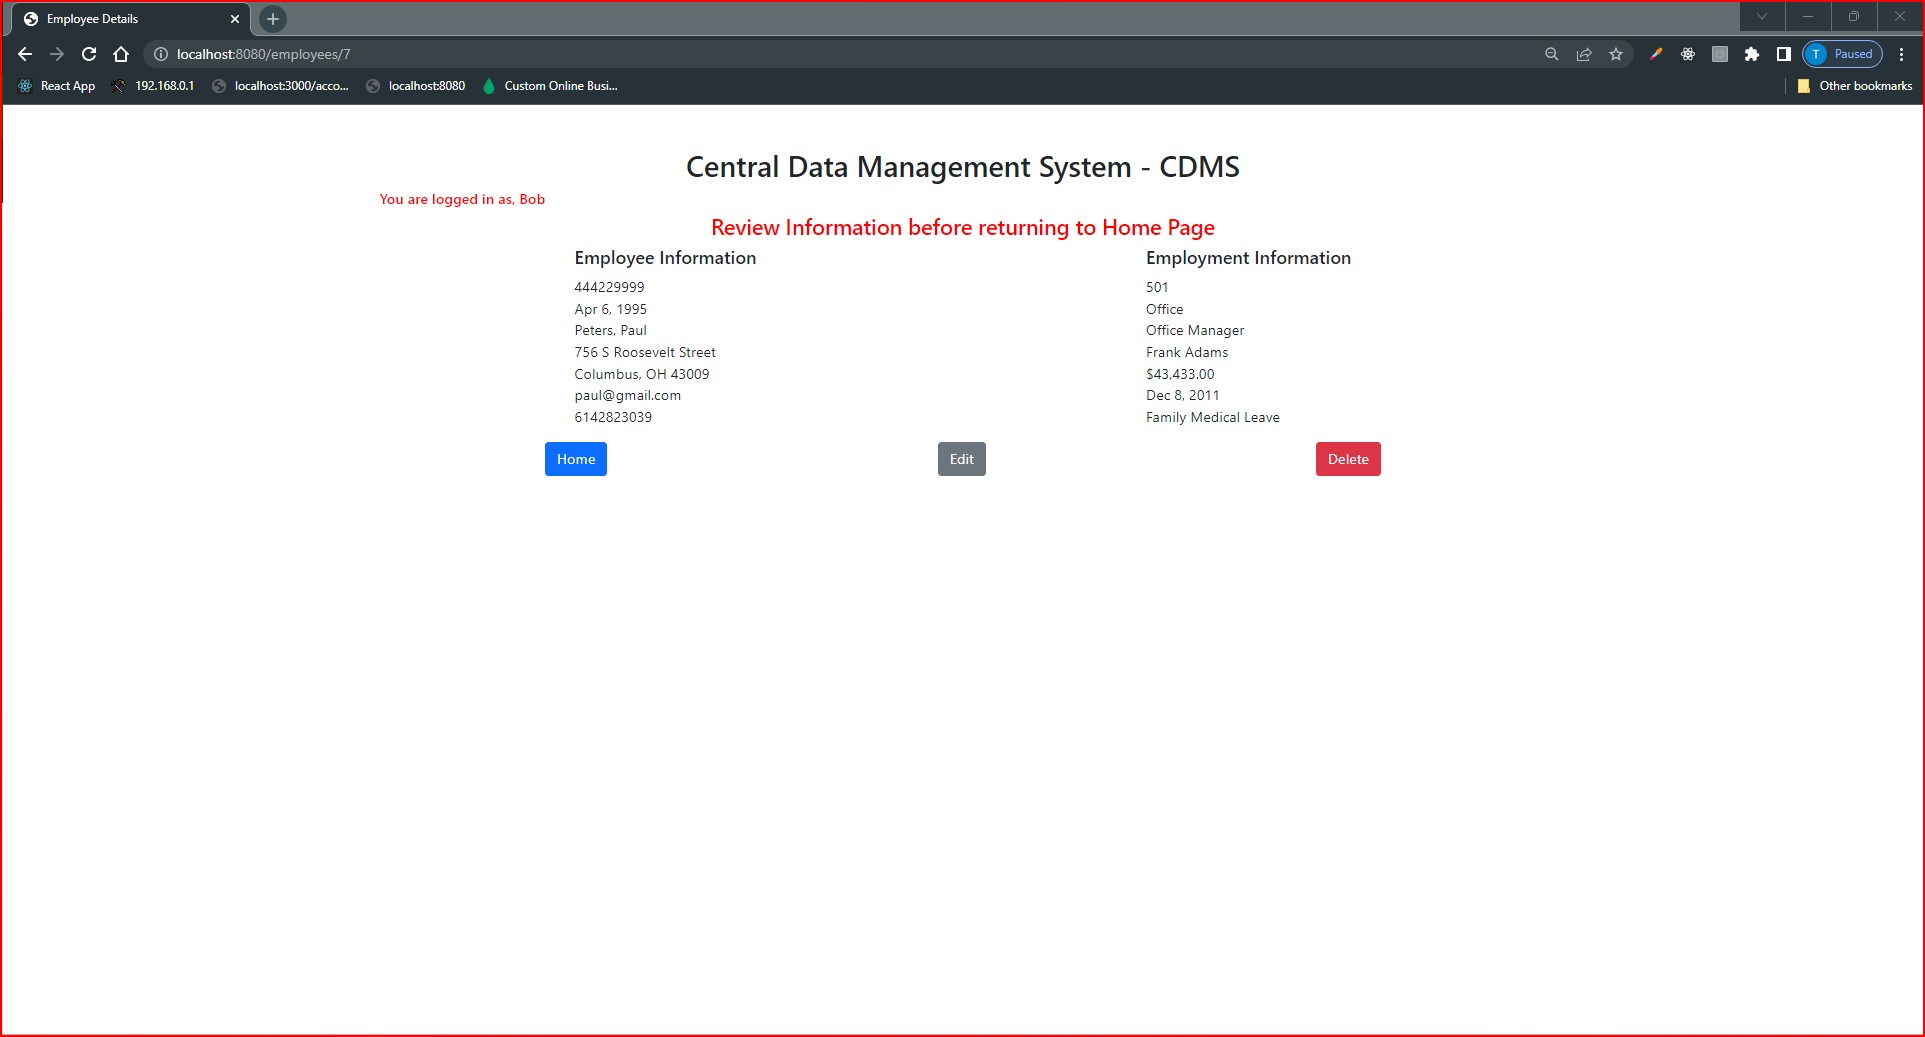 Employee Details
localhost:8080/employees/7
T Paused
React App 192.168.0.1 localhost:3000/acco... localhost:8080 Custom Online Busi... Other bookmarks
Central Data Management System - CDMS
You are logged in as, Bob
Review Information before returning to Home Page
Employee Information
444229999
Apr 6, 1995
Peters, Paul
756 S Roosevelt Street
Columbus, OH 43009
paul@gmail.com
6142823039
Employment Information
501
Office
Office Manager
Frank Adams
$43,433.00
Dec 8, 2011
Family Medical Leave
Home Edit Delete